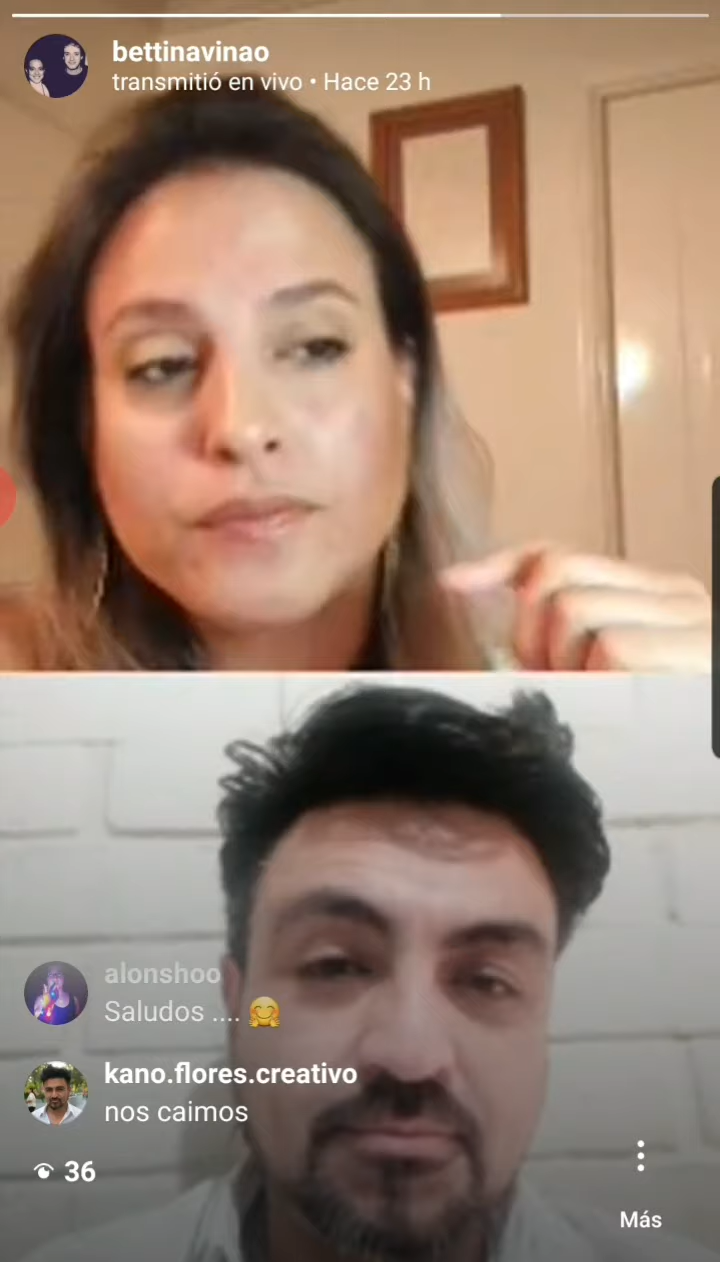 bettinavinao
transmitió en vivo • Hace 23 h
alonshoo
Saludos .... 🤗
kano.flores.creativo
nos caimos
36
Más